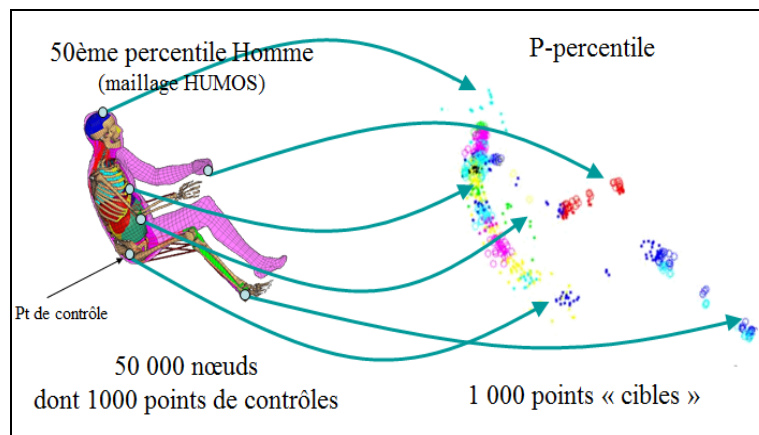 50ème percentile Homme
(maillage HUMOS)
P-percentile
Pt de contrôle
50 000 nœuds
dont 1000 points de contrôles
1 000 points « cibles »